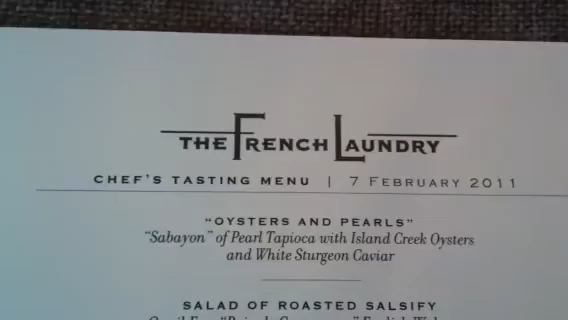 THE FRENCH LAUNDRY
CHEF'S TASTING MENU | 7 FEBRUARY 2011
"OYSTERS AND PEARLS"
"Sabayon" of Pearl Tapioca with Island Creek Oysters
and White Sturgeon Caviar
SALAD OF ROASTED SALSIFY